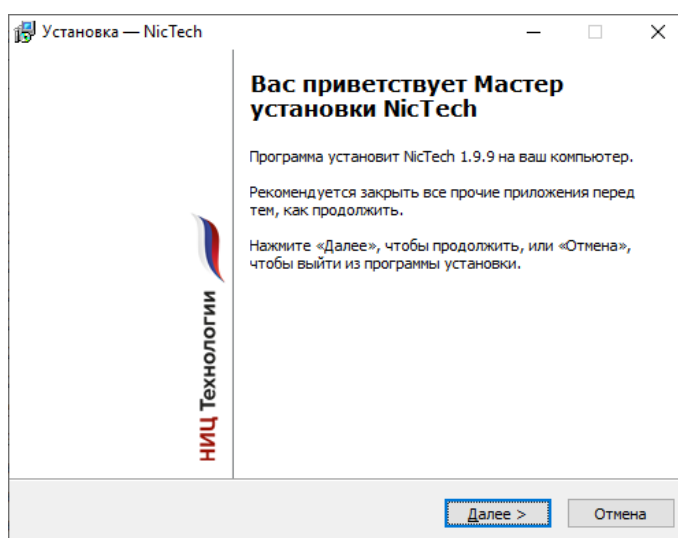 Установка — NicTech
Вас приветствует Мастер
установки NicTech
Программа установит NicTech 1.9.9 на ваш компьютер.
Рекомендуется закрыть все прочие приложения перед
тем, как продолжить.
Нажмите «Далее», чтобы продолжить, или «Отмена»,
чтобы выйти из программы установки.
НИЦ Технологии
Далее >
Отмена